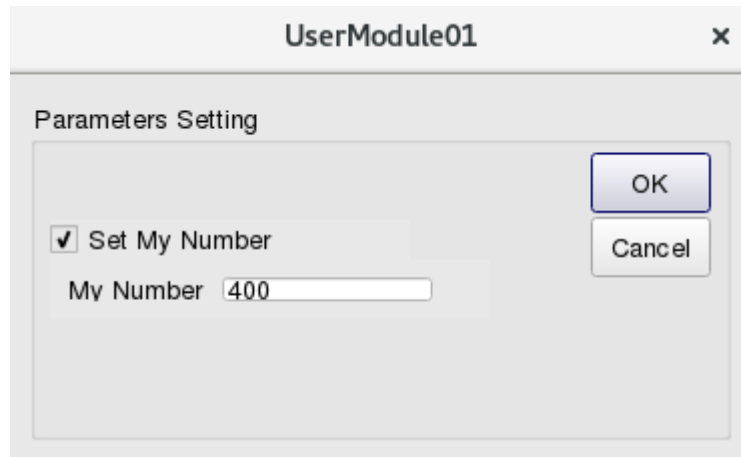 UserModule01
Parameters Setting
OK
Set My Number
Cancel
My Number 400